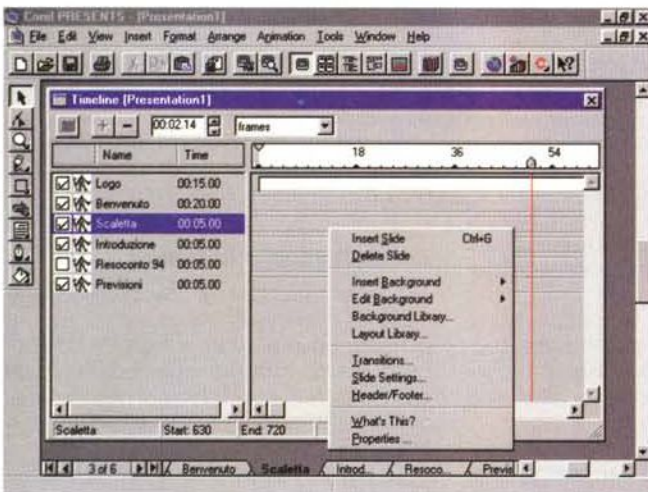 Corel PRESENTS - [Presentation1]
File Edit View Insert Format Arrange Animation Tools Window Help
Timeline [Presentation1]
00:02.14 frames
Name Time
18 36 54
Logo 00:15.00
Benvenuto 00:20.00
Scaletta 00:05.00
Introduzione 00:05.00
Resoconto 94 00:05.00
Previsioni 00:05.00
Insert Slide Ctrl+G
Delete Slide
Insert Background
Edit Background
Background Library...
Layout Library...
Transitions...
Slide Settings...
Header/Footer...
What's This?
Properties ...
Scaletta Start: 630 End: 720
3 of 6 Benvenuto Scaletta Introd... Resoco... Previs